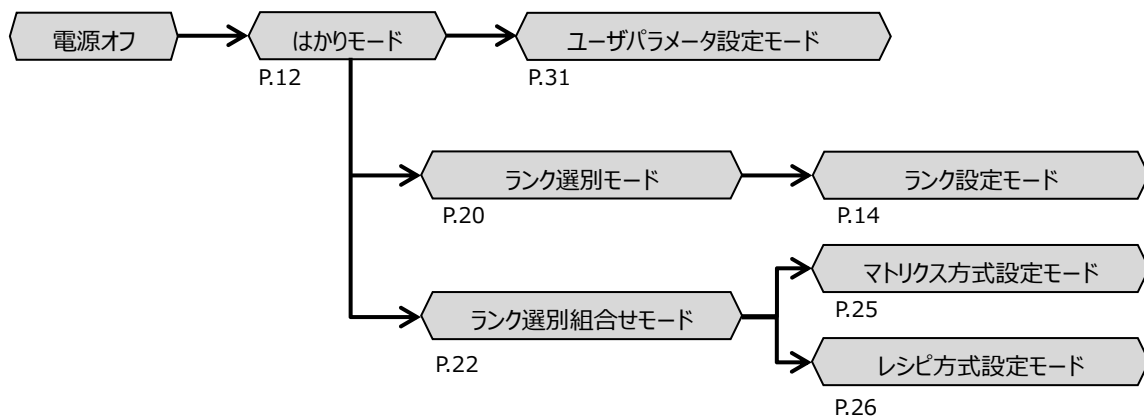 電源オフ
はかりモード
ユーザパラメータ設定モード
P.12
P.31
ランク選別モード
ランク設定モード
P.20
P.14
マトリクス方式設定モード
P.25
ランク選別組合せモード
P.22
レシピ方式設定モード
P.26